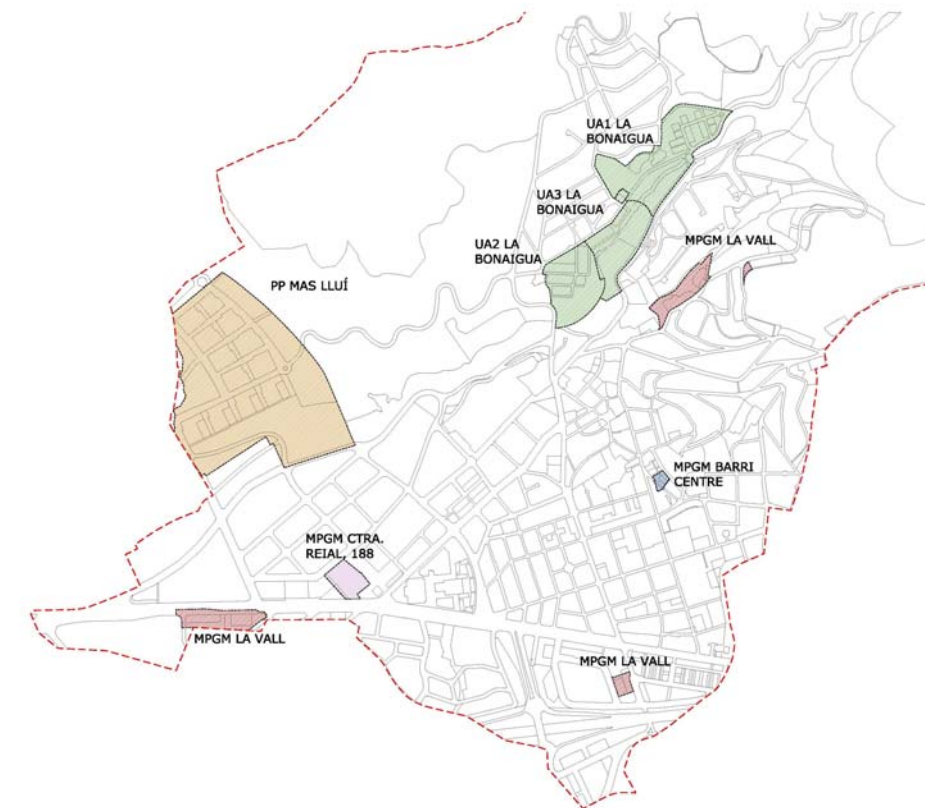 UA1 LA
BONAIGUA
UA3 LA
BONAIGUA
UA2 LA
BONAIGUA
MPGM LA VALL
PP MAS LLUÍ
MPGM BARRI
CENTRE
MPGM CTRA.
REIAL, 188
MPGM LA VALL
MPGM LA VALL